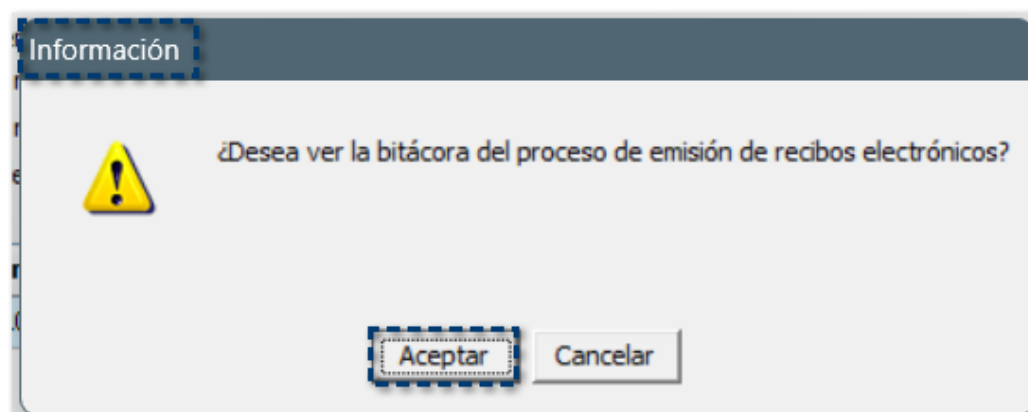 Información
¿Desea ver la bitácora del proceso de emisión de recibos electrónicos?
Aceptar
Cancelar